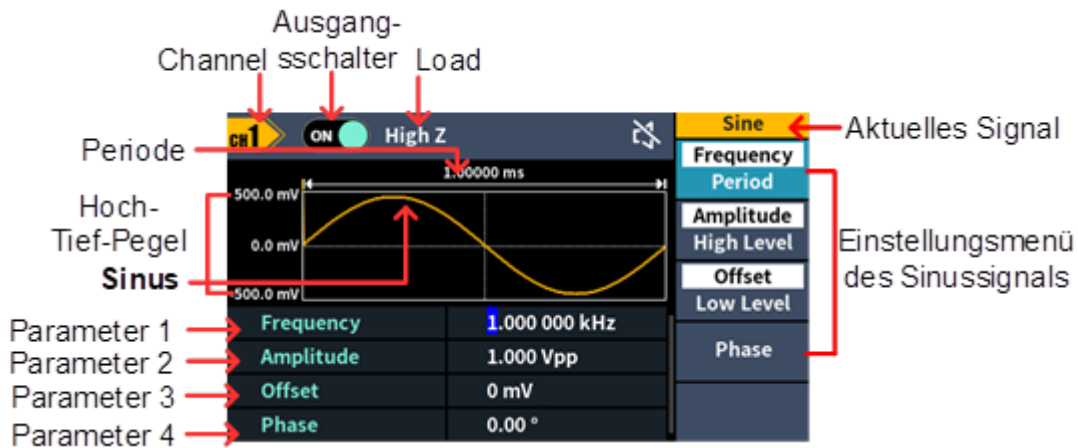 Ausgang-
Channel sschalter Load
CH1 ON High Z
Sine
Aktuelles Signal
Periode
1.00000 ms
Frequency
Period
Hoch-
Tief-Pegel
500.0 mV
0.0 mV
-500.0 mV
Sinus
Amplitude
High Level
Offset
Low Level
Phase
Einstellungsmenü
des Sinussignals
Parameter 1 Frequency 1.000 000 kHz
Parameter 2 Amplitude 1.000 Vpp
Parameter 3 Offset 0 mV
Parameter 4 Phase 0.00 °